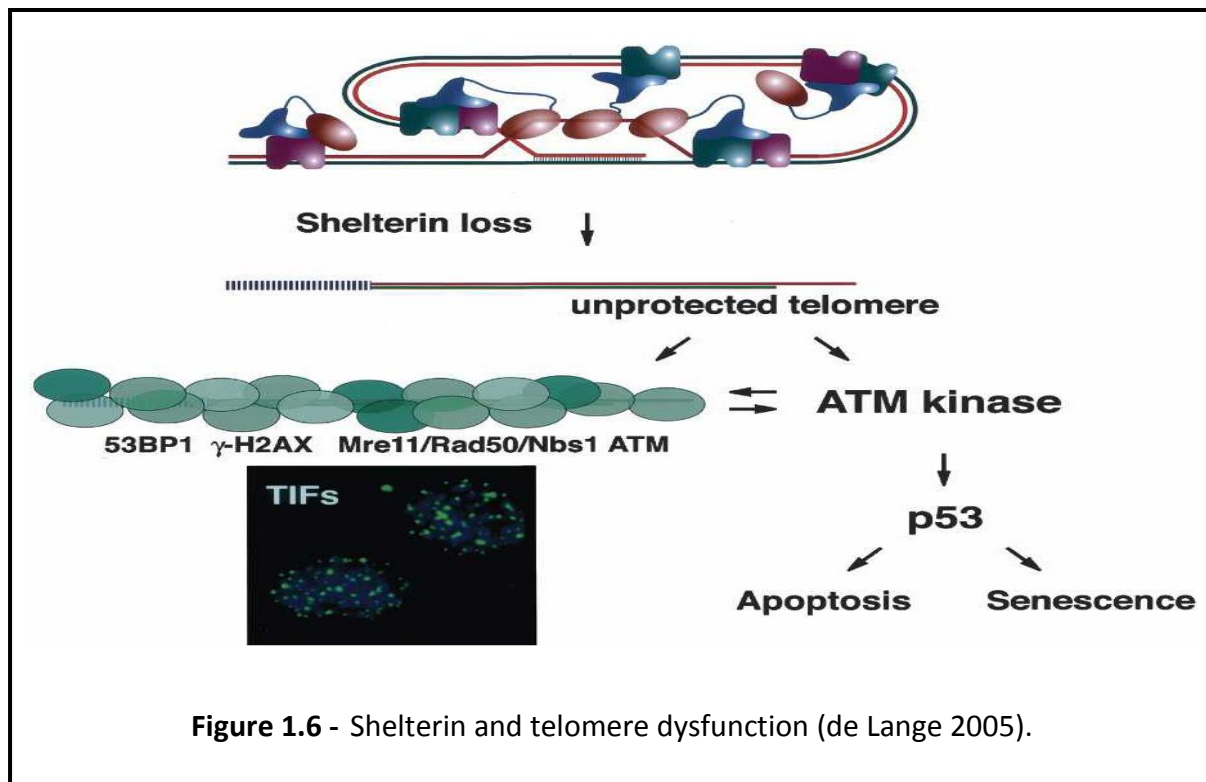 Shelterin loss
unprotected telomere
ATM kinase
53BP1 γ-H2AX Mre11/Rad50/Nbs1 ATM
TIFs
p53
Apoptosis Senescence
Figure 1.6 - Shelterin and telomere dysfunction (de Lange 2005).